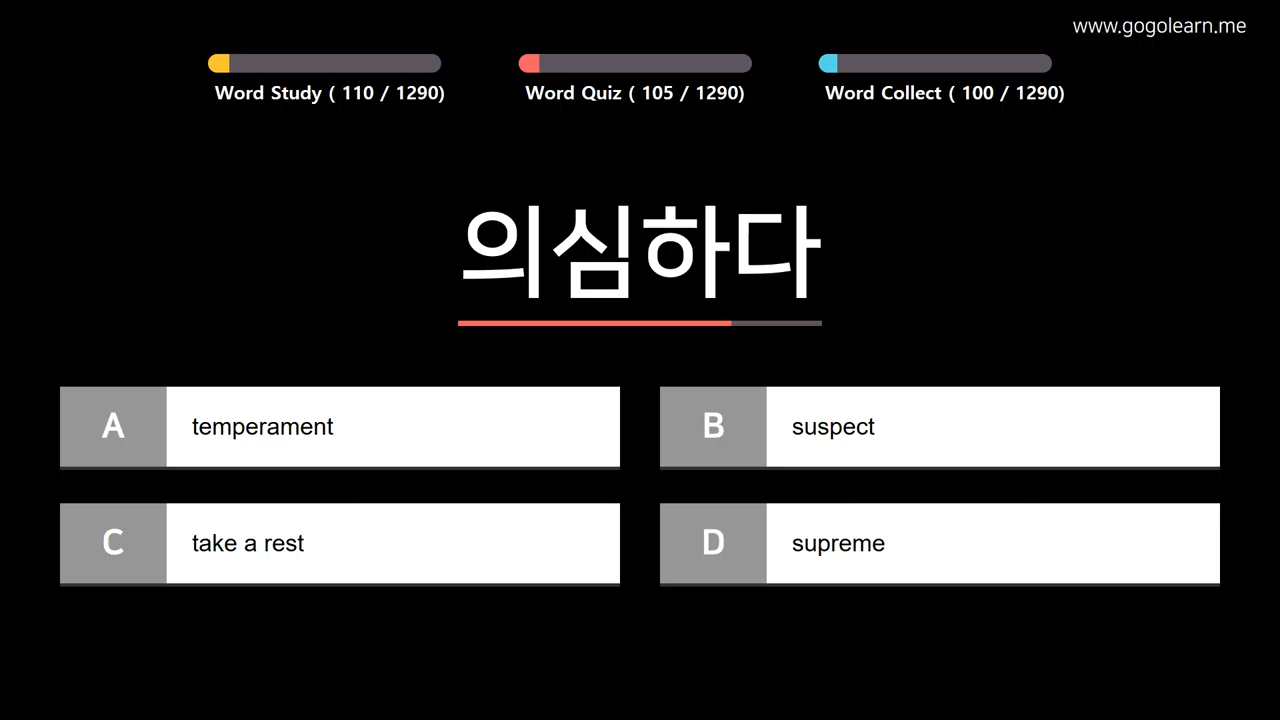 www.gogolearn.me
Word Study ( 110 / 1290)
Word Quiz ( 105 / 1290)
Word Collect ( 100 / 1290)
의심하다
A
temperament
B
suspect
C
take a rest
D
supreme